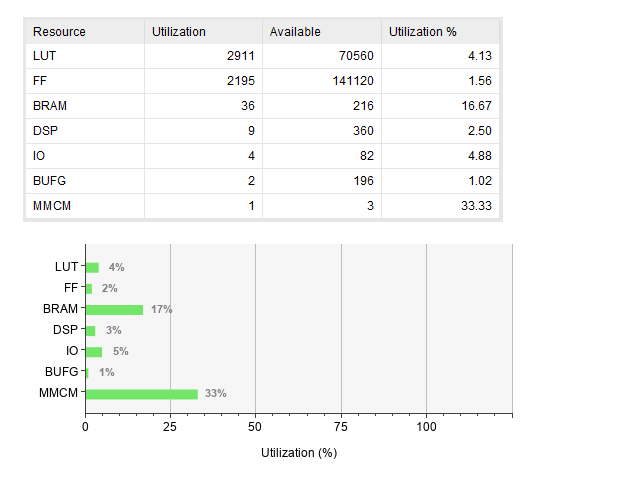 Resource Utilization Available Utilization %
LUT 2911 70560 4.13
FF 2195 141120 1.56
BRAM 36 216 16.67
DSP 9 360 2.50
IO 4 82 4.88
BUFG 2 196 1.02
MMCM 1 3 33.33
LUT 4%
FF 2%
BRAM 17%
DSP 3%
IO 5%
BUFG 1%
MMCM 33%
0 25 50 75 100
Utilization (%)